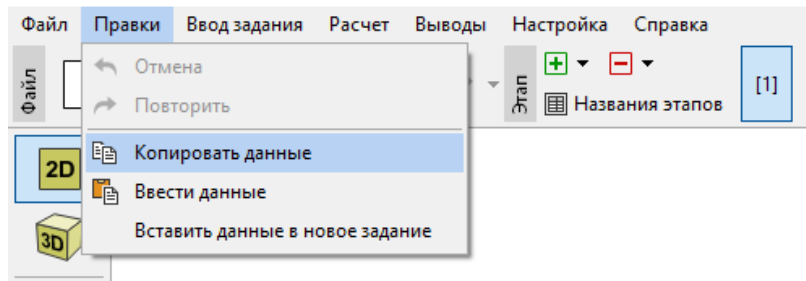 Файл Правки Ввод задания Расчет Выводы Настройка Справка
Файл
Отмена
Повторить
Копировать данные
Ввести данные
Вставить данные в новое задание
Этап
Названия этапов
[1]
2D
3D